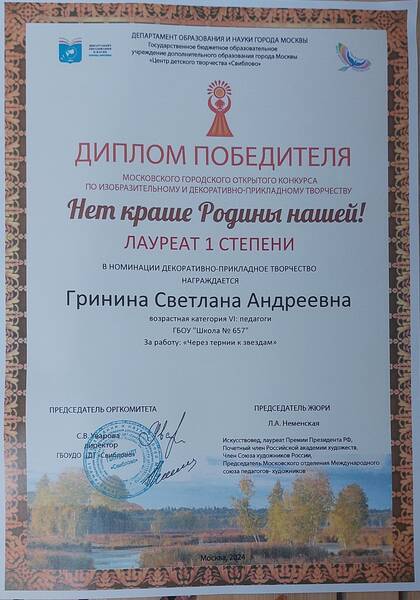 ДЕПАРТАМЕНТ ОБРАЗОВАНИЯ И НАУКИ ГОРОДА МОСКВЫ
Государственное бюджетное образовательное
учреждение дополнительного образования города Москвы
«Центр детского творчества «Свиблово»
ДИПЛОМ ПОБЕДИТЕЛЯ
МОСКОВСКОГО ГОРОДСКОГО ОТКРЫТОГО КОНКУРСА
ПО ИЗОБРАЗИТЕЛЬНОМУ И ДЕКОРАТИВНО-ПРИКЛАДНОМУ ТВОРЧЕСТВУ
Нет краше Родины нашей!
ЛАУРЕАТ 1 СТЕПЕНИ
В НОМИНАЦИИ ДЕКОРАТИВНО-ПРИКЛАДНОЕ ТВОРЧЕСТВО
НАГРАЖДАЕТСЯ
Гринина Светлана Андреевна
возрастная категория VI: педагоги
ГБОУ "Школа № 657"
За работу: «Через тернии к звездам»
ПРЕДСЕДАТЕЛЬ ОРГКОМИТЕТА
С.В. Уварова
директор
ГБОУДО ЦДТ «Свиблово»
«Свиблово»
ПРЕДСЕДАТЕЛЬ ЖЮРИ
Л.А. Неменская
Искусствовед, лауреат Премии Президента РФ,
Почетный член Российской академии художеств,
Член Союза художников России,
Председатель Московского отделения Международного
союза педагогов- художников
Москва, 2024